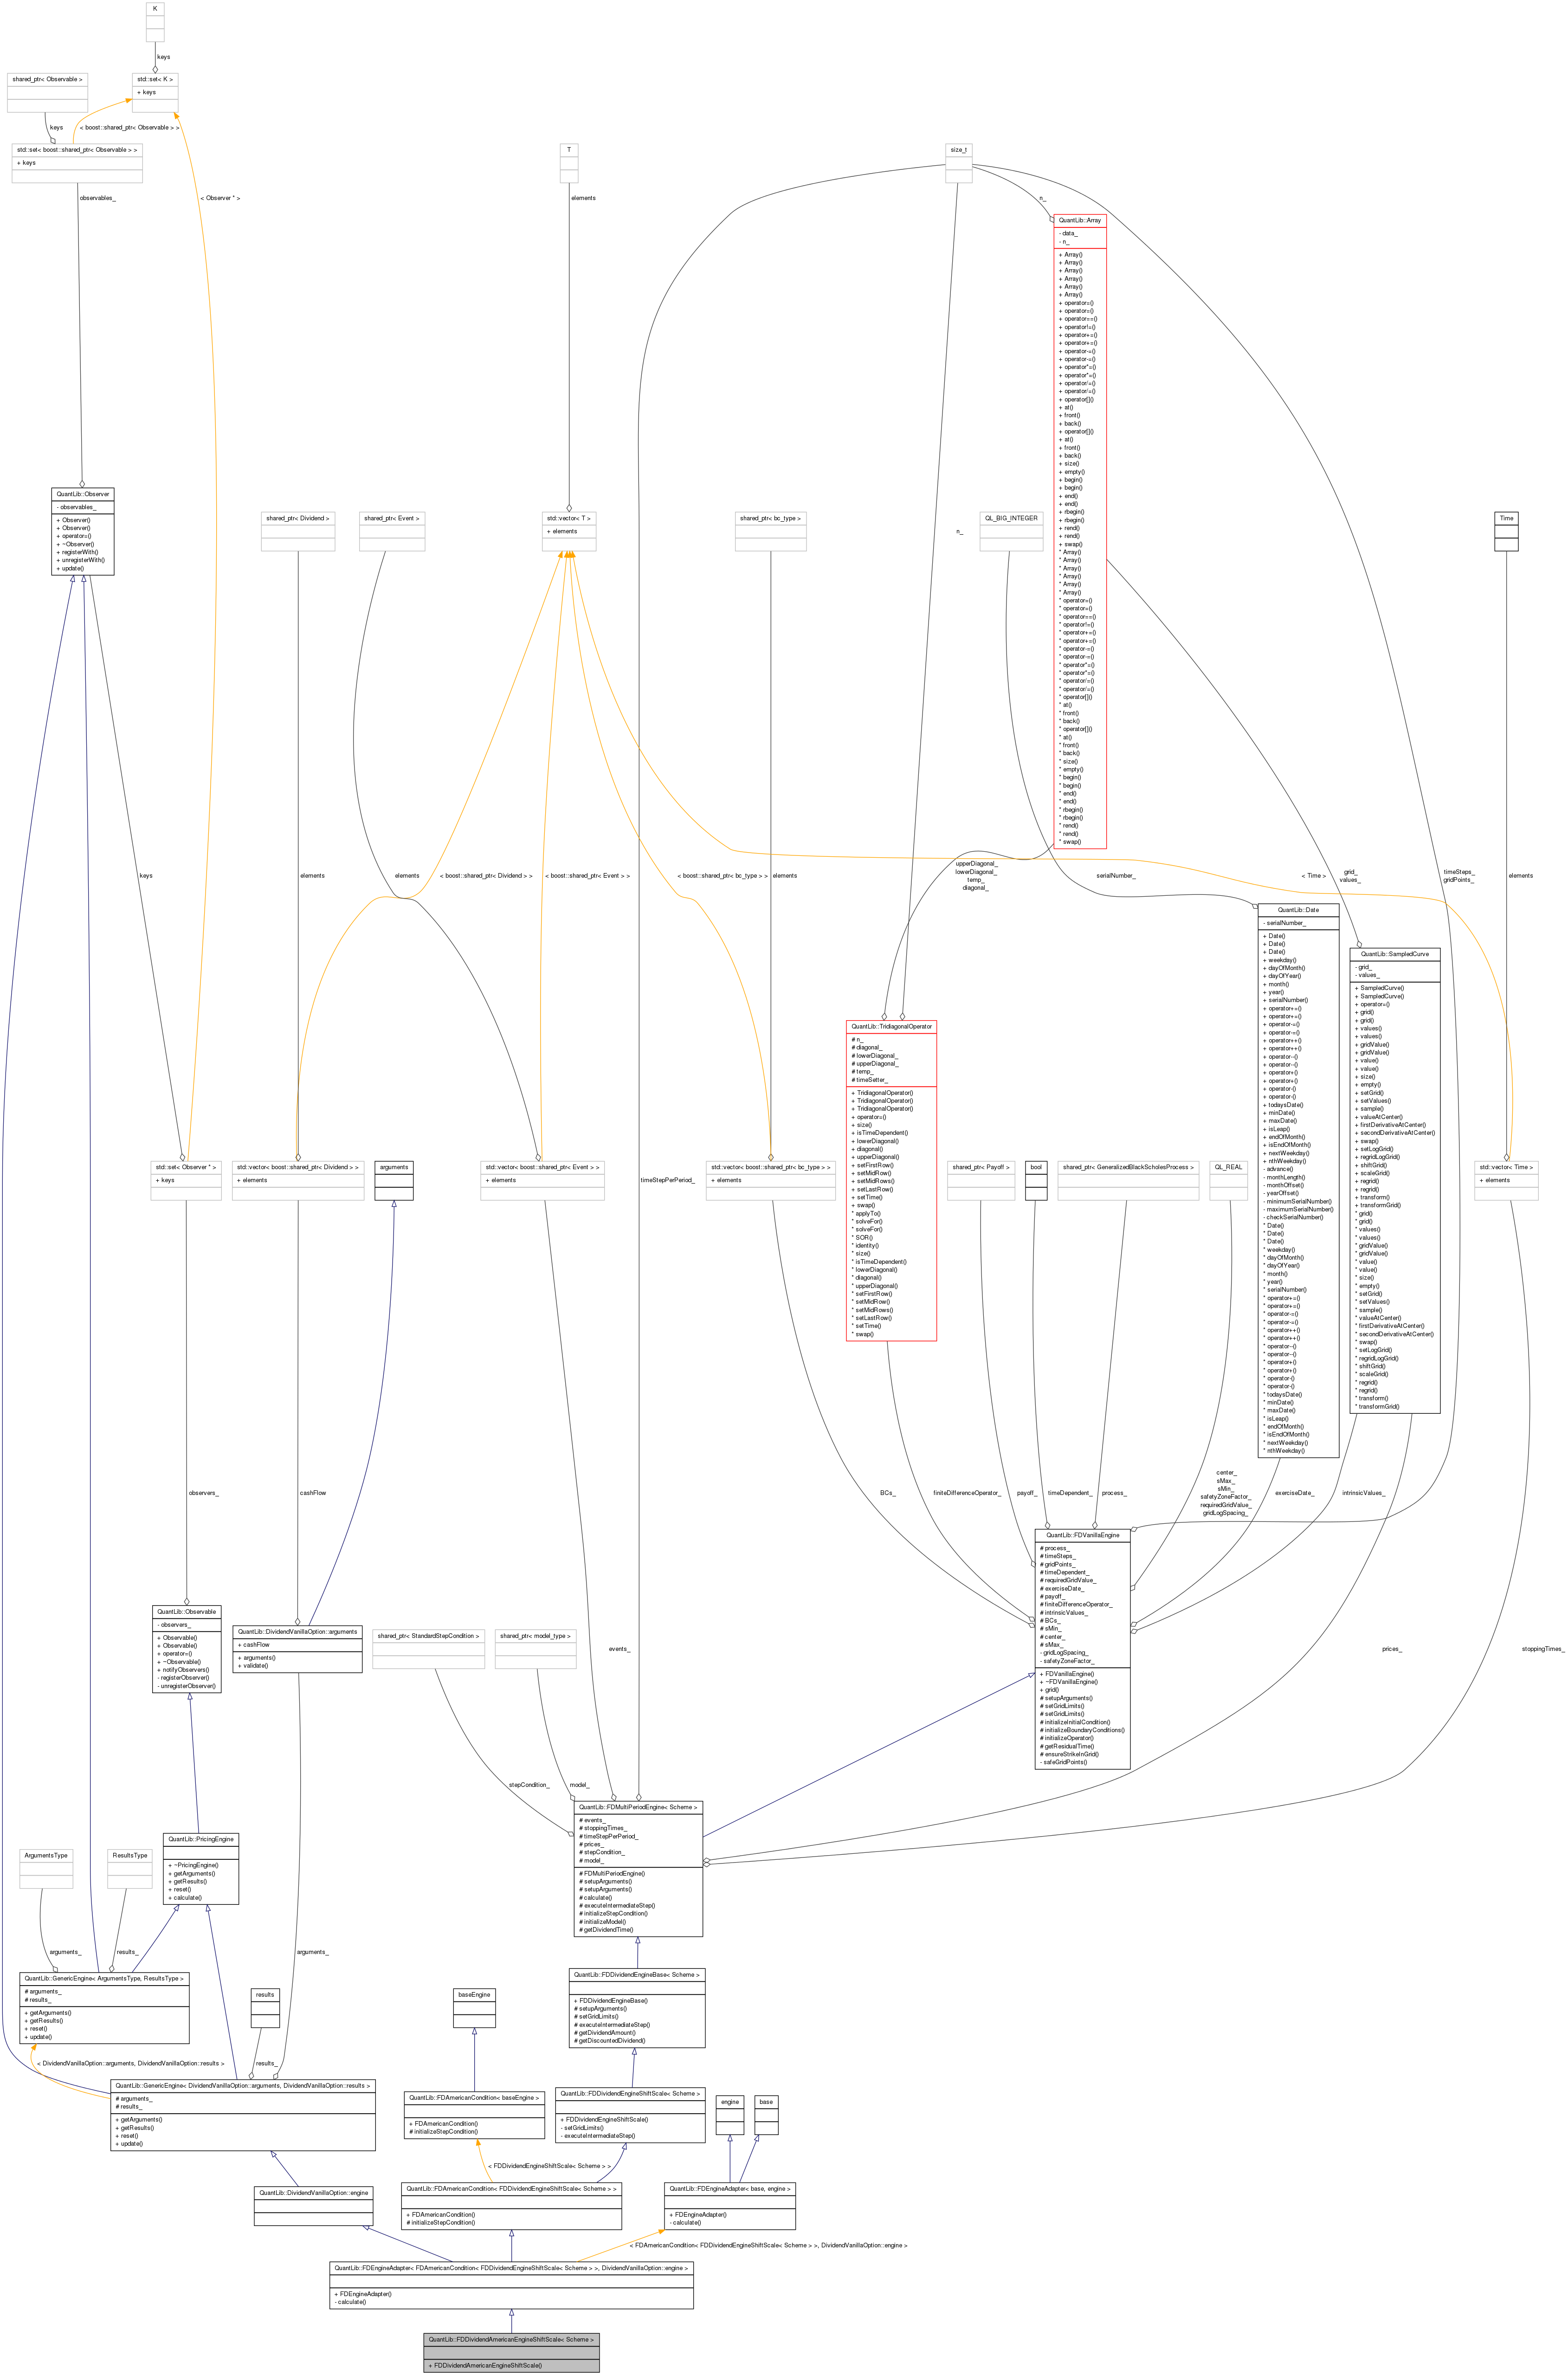 K
keys
shared_ptr< Observable >
std::set< K >
+ keys
keys
< boost::shared_ptr< Observable > >
std::set< boost::shared_ptr< Observable > >
+ keys
T
size_t
observables_
< Observer * >
elements
n_
QuantLib::Array
- data_
- n_
+ Array()
+ Array()
+ Array()
+ Array()
+ Array()
+ Array()
+ operator=()
+ operator=()
+ operator==()
+ operator!=()
+ operator+=()
+ operator+=()
+ operator-=()
+ operator-=()
+ operator*=()
+ operator*=()
+ operator/=()
+ operator/=()
+ operator[]()
+ at()
+ front()
+ back()
+ operator[]()
+ at()
+ front()
+ back()
+ size()
+ empty()
+ begin()
+ begin()
+ end()
+ end()
+ rbegin()
+ rbegin()
+ rend()
+ rend()
+ swap()
* Array()
* Array()
* Array()
* Array()
* Array()
* Array()
* operator=()
* operator=()
* operator==()
* operator!=()
* operator+=()
* operator+=()
* operator-=()
* operator-=()
* operator*=()
* operator*=()
* operator/=()
* operator/=()
* operator[]()
* at()
* front()
* back()
* operator[]()
* at()
* front()
* back()
* size()
* empty()
* begin()
* begin()
* end()
* end()
* rbegin()
* rbegin()
* rend()
* rend()
* swap()
QuantLib::Observer
- observables_
+ Observer()
+ Observer()
+ operator=()
+ ~Observer()
+ registerWith()
+ unregisterWith()
+ update()
shared_ptr< Dividend >
shared_ptr< Event >
std::vector< T >
+ elements
shared_ptr< bc_type >
n_
QL_BIG_INTEGER
Time
keys
elements
elements
< boost::shared_ptr< Dividend > >
< boost::shared_ptr< Event > >
< boost::shared_ptr< bc_type > >
elements
upperDiagonal_
lowerDiagonal_
temp_
diagonal_
serialNumber_
< Time >
grid_
values_
timeSteps_
gridPoints_
elements
QuantLib::Date
- serialNumber_
+ Date()
+ Date()
+ Date()
+ weekday()
+ dayOfMonth()
+ dayOfYear()
+ month()
+ year()
+ serialNumber()
+ operator+=()
+ operator+=()
+ operator-=()
+ operator-=()
+ operator++()
+ operator++()
+ operator--()
+ operator--()
+ operator+()
+ operator+()
+ operator-()
+ operator-()
+ todaysDate()
+ minDate()
+ maxDate()
+ isLeap()
+ endOfMonth()
+ isEndOfMonth()
+ nextWeekday()
+ nthWeekday()
- advance()
- monthLength()
- monthOffset()
- yearOffset()
- minimumSerialNumber()
- maximumSerialNumber()
- checkSerialNumber()
* Date()
* Date()
* Date()
* weekday()
* dayOfMonth()
* dayOfYear()
* month()
* year()
* serialNumber()
* operator+=()
* operator+=()
* operator-=()
* operator-=()
* operator++()
* operator++()
* operator--()
* operator--()
* operator+()
* operator+()
* operator-()
* operator-()
* todaysDate()
* minDate()
* maxDate()
* isLeap()
* endOfMonth()
* isEndOfMonth()
* nextWeekday()
* nthWeekday()
QuantLib::SampledCurve
- grid_
- values_
+ SampledCurve()
+ SampledCurve()
+ operator=()
+ grid()
+ grid()
+ values()
+ values()
+ gridValue()
+ gridValue()
+ value()
+ value()
+ size()
+ empty()
+ setGrid()
+ setValues()
+ sample()
+ valueAtCenter()
+ firstDerivativeAtCenter()
+ secondDerivativeAtCenter()
+ swap()
+ setLogGrid()
+ regridLogGrid()
+ shiftGrid()
+ scaleGrid()
+ regrid()
+ regrid()
+ transform()
+ transformGrid()
* grid()
* grid()
* values()
* values()
* gridValue()
* gridValue()
* value()
* value()
* size()
* empty()
* setGrid()
* setValues()
* sample()
* valueAtCenter()
* firstDerivativeAtCenter()
* secondDerivativeAtCenter()
* swap()
* setLogGrid()
* regridLogGrid()
* shiftGrid()
* scaleGrid()
* regrid()
* regrid()
* transform()
* transformGrid()
QuantLib::TridiagonalOperator
# n_
# diagonal_
# lowerDiagonal_
# upperDiagonal_
# temp_
# timeSetter_
+ TridiagonalOperator()
+ TridiagonalOperator()
+ TridiagonalOperator()
+ operator=()
+ size()
+ isTimeDependent()
+ lowerDiagonal()
+ diagonal()
+ upperDiagonal()
+ setFirstRow()
+ setMidRow()
+ setMidRows()
+ setLastRow()
+ setTime()
+ swap()
* applyTo()
* solveFor()
* solveFor()
* SOR()
* identity()
* size()
* isTimeDependent()
* lowerDiagonal()
* diagonal()
* upperDiagonal()
* setFirstRow()
* setMidRow()
* setMidRows()
* setLastRow()
* setTime()
* swap()
std::set< Observer * >
+ keys
std::vector< boost::shared_ptr< Dividend > >
+ elements
arguments
std::vector< boost::shared_ptr< Event > >
+ elements
timeStepPerPeriod_
std::vector< boost::shared_ptr< bc_type > >
+ elements
shared_ptr< Payoff >
bool
shared_ptr< GeneralizedBlackScholesProcess >
QL_REAL
std::vector< Time >
+ elements
observers_
cashFlow
BCs_
finiteDifferenceOperator_
payoff_
timeDependent_
process_
center_
sMax_
sMin_
safetyZoneFactor_
requiredGridValue_
gridLogSpacing_
exerciseDate_
intrinsicValues_
QuantLib::FDVanillaEngine
# process_
# timeSteps_
# gridPoints_
# timeDependent_
# requiredGridValue_
# exerciseDate_
# payoff_
# finiteDifferenceOperator_
# intrinsicValues_
# BCs_
# sMin_
# center_
# sMax_
- gridLogSpacing_
- safetyZoneFactor_
+ FDVanillaEngine()
+ ~FDVanillaEngine()
+ grid()
# setupArguments()
# setGridLimits()
# setGridLimits()
# initializeInitialCondition()
# initializeBoundaryConditions()
# initializeOperator()
# getResidualTime()
# ensureStrikeInGrid()
- safeGridPoints()
QuantLib::Observable
- observers_
+ Observable()
+ Observable()
+ operator=()
+ ~Observable()
+ notifyObservers()
- registerObserver()
- unregisterObserver()
QuantLib::DividendVanillaOption::arguments
+ cashFlow
+ arguments()
+ validate()
shared_ptr< StandardStepCondition >
shared_ptr< model_type >
events_
prices_
stoppingTimes_
stepCondition_
model_
QuantLib::FDMultiPeriodEngine< Scheme >
# events_
# stoppingTimes_
# timeStepPerPeriod_
# prices_
# stepCondition_
# model_
# FDMultiPeriodEngine()
# setupArguments()
# setupArguments()
# calculate()
# executeIntermediateStep()
# initializeStepCondition()
# initializeModel()
# getDividendTime()
ArgumentsType
ResultsType
QuantLib::PricingEngine
+ ~PricingEngine()
+ getArguments()
+ getResults()
+ reset()
+ calculate()
arguments_
results_
arguments_
QuantLib::GenericEngine< ArgumentsType, ResultsType >
# arguments_
# results_
+ getArguments()
+ getResults()
+ reset()
+ update()
results
baseEngine
QuantLib::FDDividendEngineBase< Scheme >
+ FDDividendEngineBase()
# setupArguments()
# setGridLimits()
# executeIntermediateStep()
# getDividendAmount()
# getDiscountedDividend()
< DividendVanillaOption::arguments, DividendVanillaOption::results >
results_
QuantLib::GenericEngine< DividendVanillaOption::arguments, DividendVanillaOption::results >
# arguments_
# results_
+ getArguments()
+ getResults()
+ reset()
+ update()
QuantLib::FDAmericanCondition< baseEngine >
+ FDAmericanCondition()
# initializeStepCondition()
QuantLib::FDDividendEngineShiftScale< Scheme >
+ FDDividendEngineShiftScale()
- setGridLimits()
- executeIntermediateStep()
engine
base
< FDDividendEngineShiftScale< Scheme > >
QuantLib::DividendVanillaOption::engine
QuantLib::FDAmericanCondition< FDDividendEngineShiftScale< Scheme > >
+ FDAmericanCondition()
# initializeStepCondition()
QuantLib::FDEngineAdapter< base, engine >
+ FDEngineAdapter()
- calculate()
< FDAmericanCondition< FDDividendEngineShiftScale< Scheme > >, DividendVanillaOption::engine >
QuantLib::FDEngineAdapter< FDAmericanCondition< FDDividendEngineShiftScale< Scheme > >, DividendVanillaOption::engine >
+ FDEngineAdapter()
- calculate()
QuantLib::FDDividendAmericanEngineShiftScale< Scheme >
+ FDDividendAmericanEngineShiftScale()